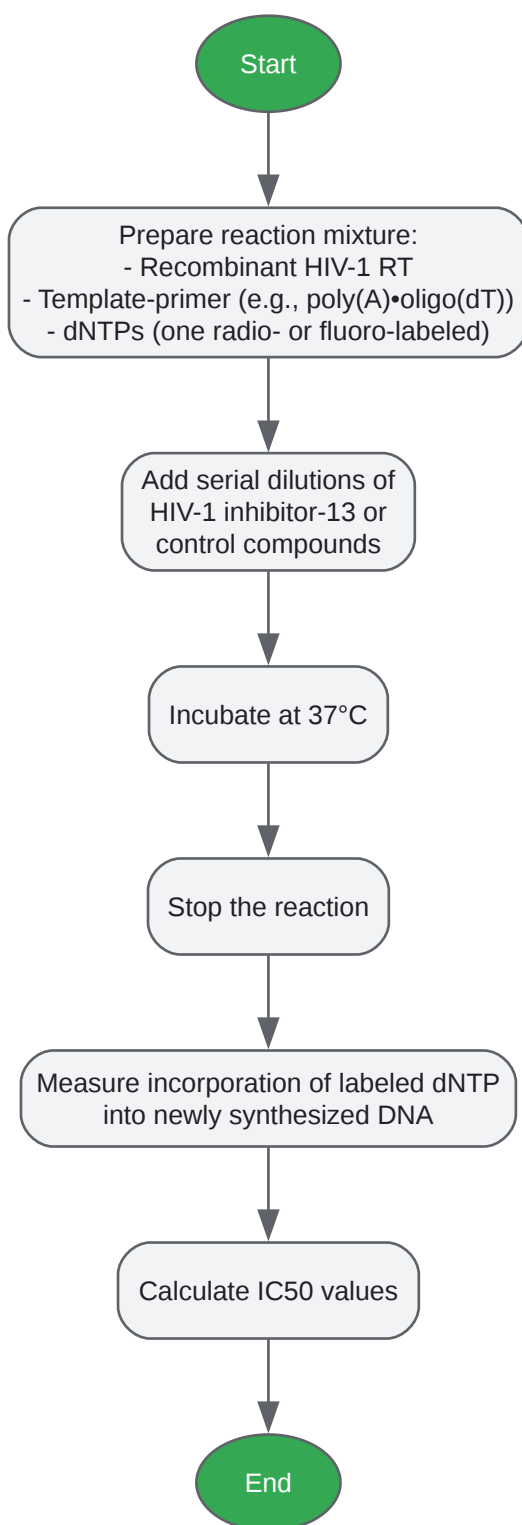 Start
Prepare reaction mixture:
- Recombinant HIV-1 RT
- Template-primer (e.g., poly(A)•oligo(dT))
- dNTPs (one radio- or fluoro-labeled)
Add serial dilutions of
HIV-1 inhibitor-13 or
control compounds
Incubate at 37°C
Stop the reaction
Measure incorporation of labeled dNTP
into newly synthesized DNA
Calculate IC50 values
End